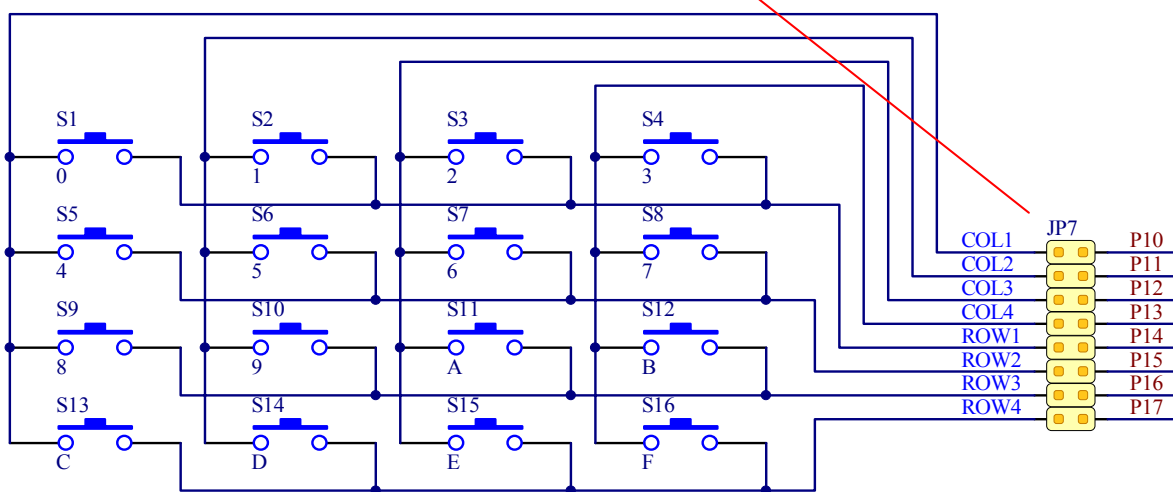 S1 S2 S3 S4
0 1 2 3
S5 S6 S7 S8
4 5 6 7
S9 S10 S11 S12
8 9 A B
S13 S14 S15 S16
C D E F
JP7
COL1 P10
COL2 P11
COL3 P12
COL4 P13
ROW1 P14
ROW2 P15
ROW3 P16
ROW4 P17